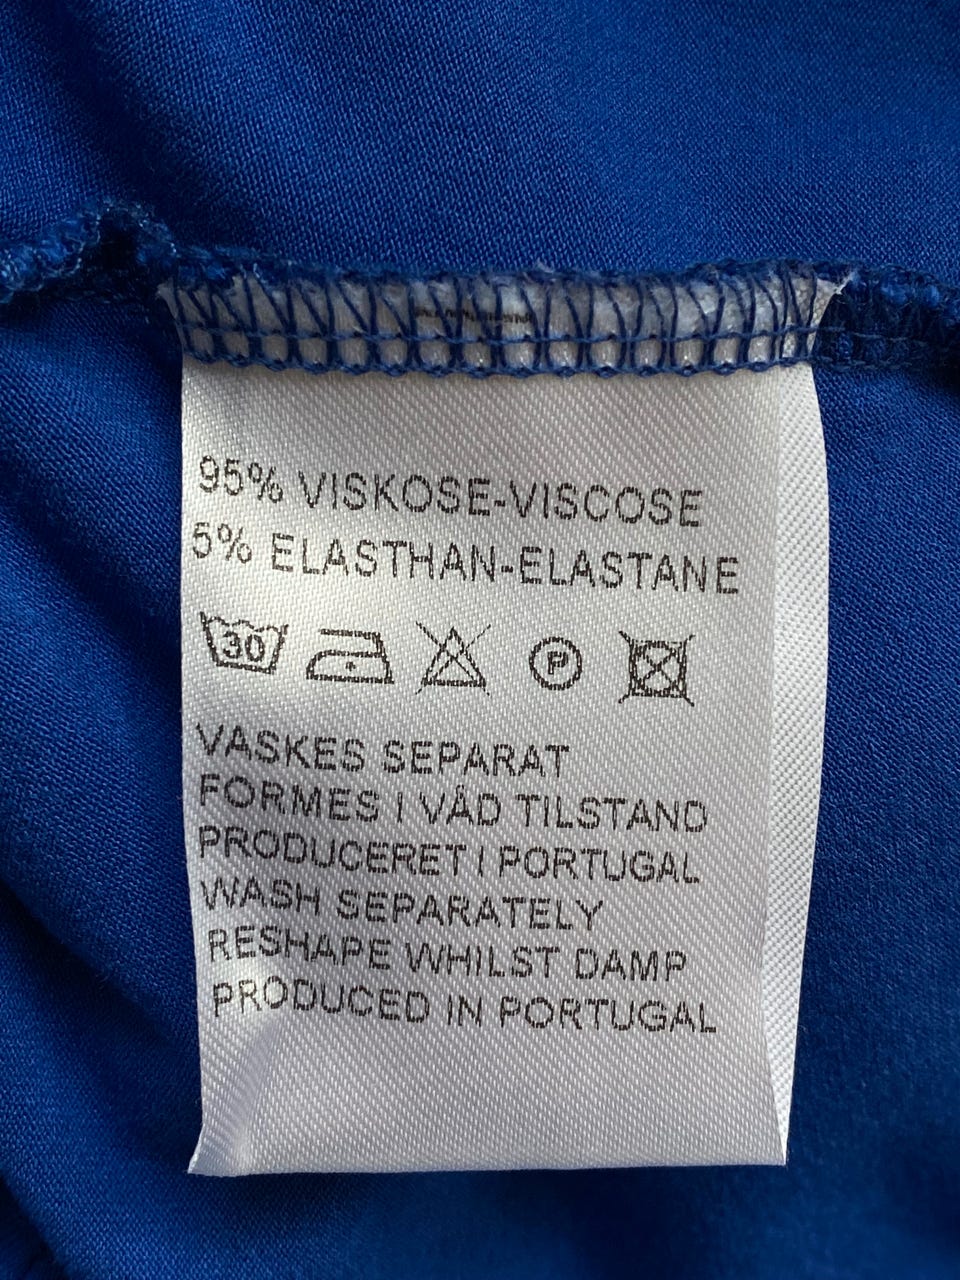 95% VISKOSE-VISCOSE
5% ELASTHAN-ELASTANE
30 P
VASKES SEPARAT
FORMES I VÅD TILSTAND
PRODUCERET I PORTUGAL
WASH SEPARATELY
RESHAPE WHILST DAMP
PRODUCED IN PORTUGAL